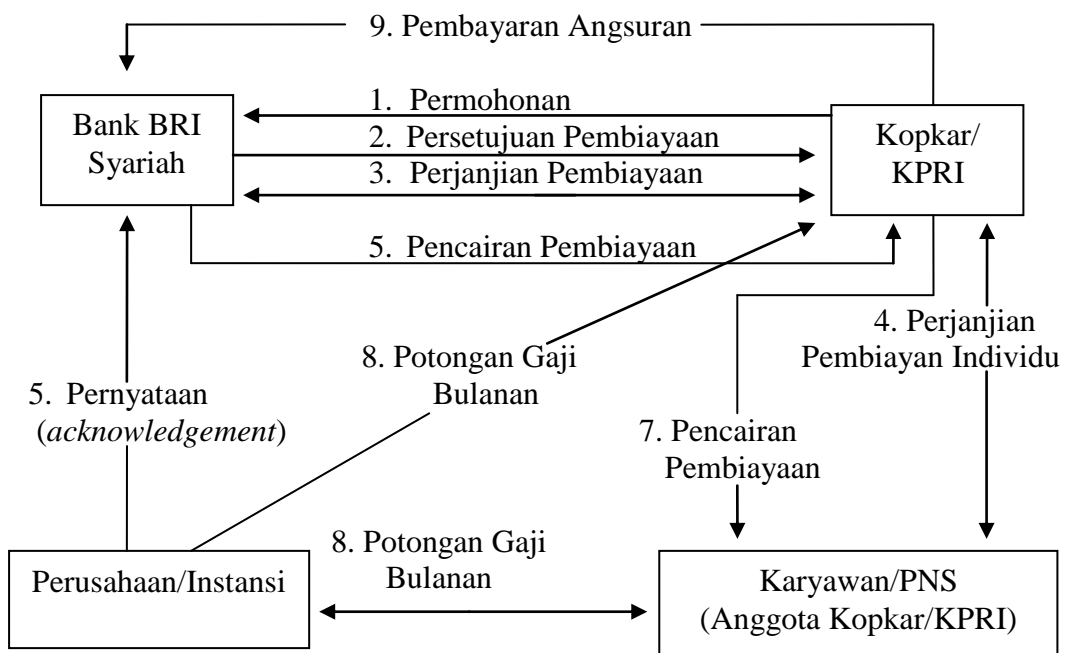 9. Pembayaran Angsuran
Bank BRI
Syariah
1. Permohonan
2. Persetujuan Pembiayaan
3. Perjanjian Pembiayaan
Kopkar/
KPRI
5. Pencairan Pembiayaan
4. Perjanjian
Pembiyan Individu
8. Potongan Gaji
Bulanan
5. Pernyataan
(acknowledgement)
7. Pencairan
Pembiayaan
8. Potongan Gaji
Bulanan
Perusahaan/Instansi
Karyawan/PNS
(Anggota Kopkar/KPRI)